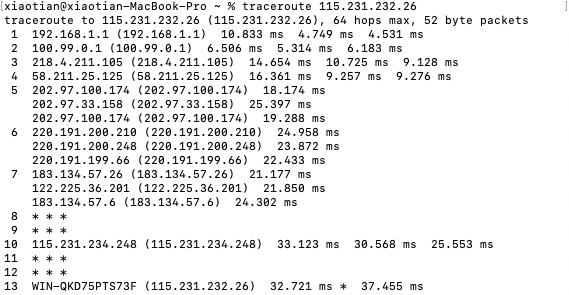 [xiaotian@xiaotian-MacBook-Pro ~ % traceroute 115.231.232.26 ]
traceroute to 115.231.232.26 (115.231.232.26), 64 hops max, 52 byte packets
1 192.168.1.1 (192.168.1.1) 10.833 ms 4.749 ms 4.531 ms
2 100.99.0.1 (100.99.0.1) 6.506 ms 5.314 ms 6.183 ms
3 218.4.211.105 (218.4.211.105) 14.654 ms 10.725 ms 9.128 ms
4 58.211.25.125 (58.211.25.125) 16.361 ms 9.257 ms 9.276 ms
5 202.97.100.174 (202.97.100.174) 18.174 ms
202.97.33.158 (202.97.33.158) 25.397 ms
202.97.100.174 (202.97.100.174) 19.288 ms
6 220.191.200.210 (220.191.200.210) 24.958 ms
220.191.200.248 (220.191.200.248) 23.872 ms
220.191.199.66 (220.191.199.66) 22.433 ms
7 183.134.57.26 (183.134.57.26) 21.177 ms
122.225.36.201 (122.225.36.201) 21.850 ms
183.134.57.6 (183.134.57.6) 24.302 ms
8 * * *
9 * * *
10 115.231.234.248 (115.231.234.248) 33.123 ms 30.568 ms 25.553 ms
11 * * *
12 * * *
13 WIN-QKD75PTS73F (115.231.232.26) 32.721 ms * 37.455 ms